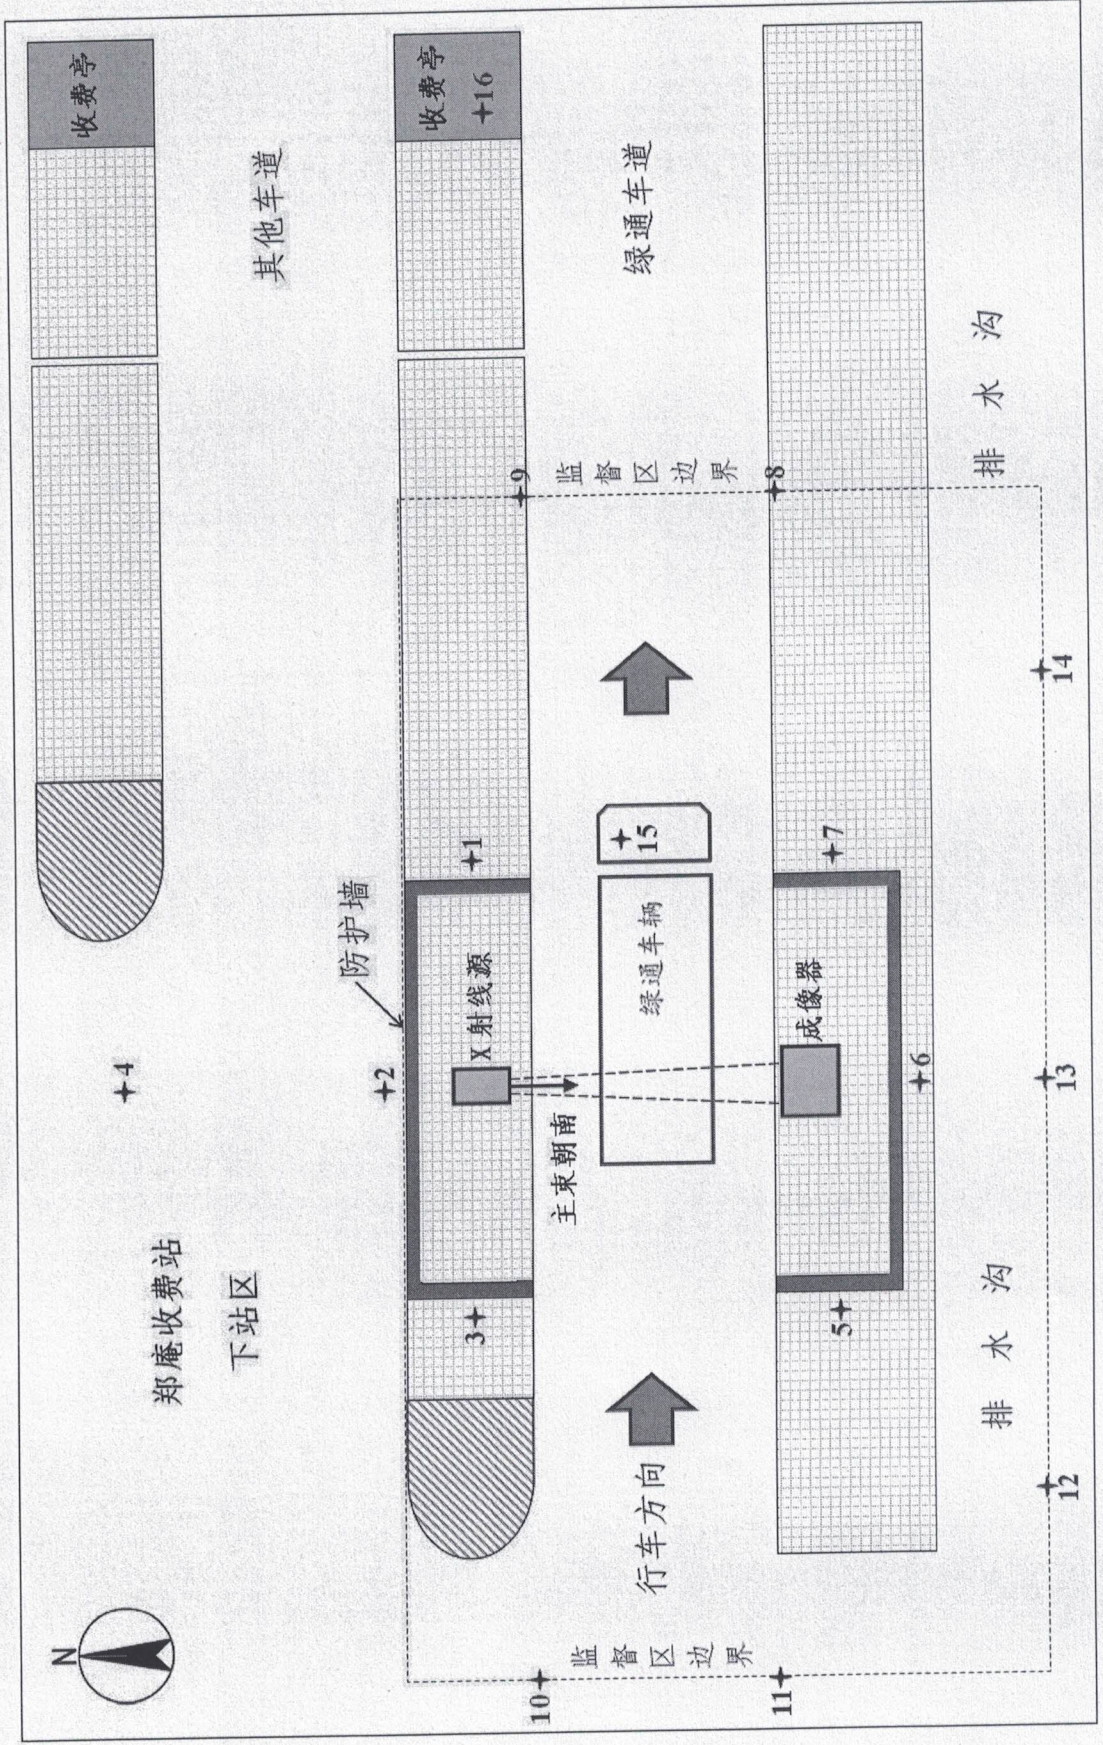 N
收费亭
4
郑庵收费站
下站区
其他车道
防护墙
2
收费亭
16
3
X射线源
1
9
10
主束朝南
监督区边界
监督区边界
行车方向
绿通车辆
15
绿通车道
11
8
成像器
5
7
6
排水沟
排水沟
12
13
14